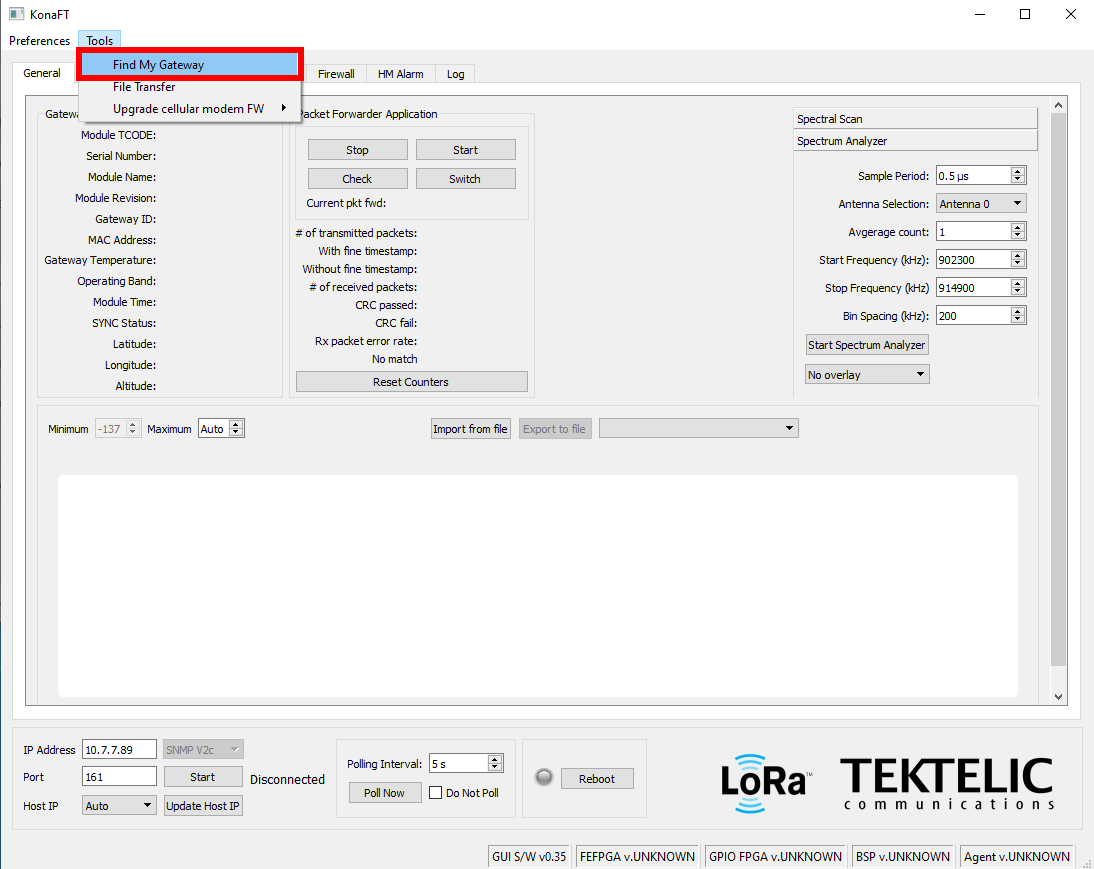 KonaFT
Preferences Tools
Find My Gateway
File Transfer
Upgrade cellular modem FW
General Firewall HM Alarm Log
Gatew
Module TCODE:
Serial Number:
Module Name:
Module Revision:
Gateway ID:
MAC Address:
Gateway Temperature:
Operating Band:
Module Time:
SYNC Status:
Latitude:
Longitude:
Altitude:
Packet Forwarder Application
Stop Start
Check Switch
Current pkt fwd:
# of transmitted packets:
With fine timestamp:
Without fine timestamp:
# of received packets:
CRC passed:
CRC fail:
Rx packet error rate:
No match
Reset Counters
Spectral Scan
Spectrum Analyzer
Sample Period: 0.5 µs
Antenna Selection: Antenna 0
Avgerage count: 1
Start Frequency (kHz): 902300
Stop Frequency (kHz) 914900
Bin Spacing (kHz): 200
Start Spectrum Analyzer
No overlay
Minimum -137 Maximum Auto Import from file Export to file
IP Address 10.7.7.89 SNMP V2c
Port 161 Start Disconnected
Host IP Auto Update Host IP
Polling Interval: 5 s
Poll Now Do Not Poll
Reboot
LoRa™
TEKTELIC
communications
GUI S/W v0.35 FEFPGA v.UNKNOWN GPIO FPGA v.UNKNOWN BSP v.UNKNOWN Agent v.UNKNOWN